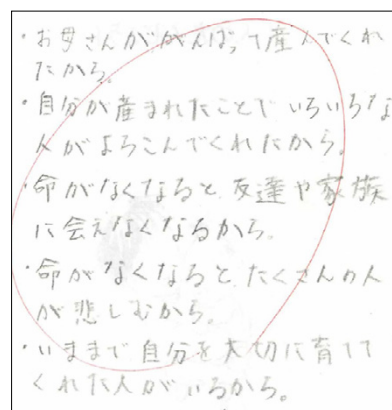 ・お母さんががんばって産んでくれ
たから。
・自分が産まれたことでいろいろな
人がよろこんでくれたから。
・命がなくなると友達や家族
に会えなくなるから。
・命がなくなると、たくさんの人
が悲しむから。
・いままで自分を大切に育てて
くれた人がいるから。